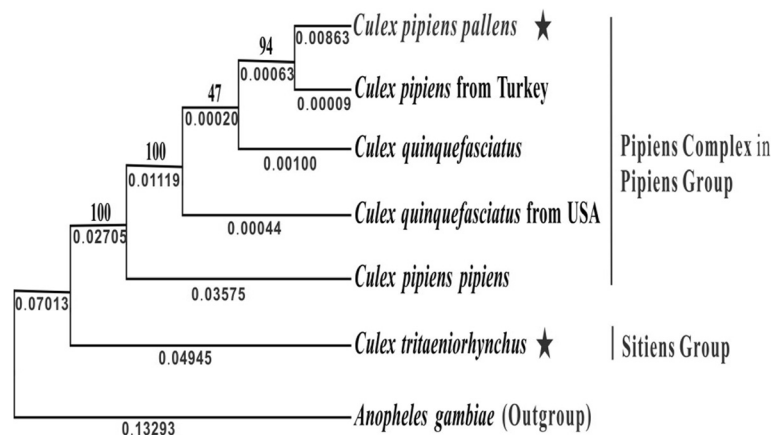 Culex pipiens pallens ★
0.00863
94
0.00063
Culex pipiens from Turkey
0.00009
47
0.00020
Culex quinquefasciatus
0.00100
Pipiens Complex in
Pipiens Group
100
0.01119
Culex quinquefasciatus from USA
0.00044
100
0.02705
Culex pipiens pipiens
0.03575
0.07013
Culex tritaeniorhynchus ★
Sitiens Group
0.04945
Anopheles gambiae (Outgroup)
0.13293